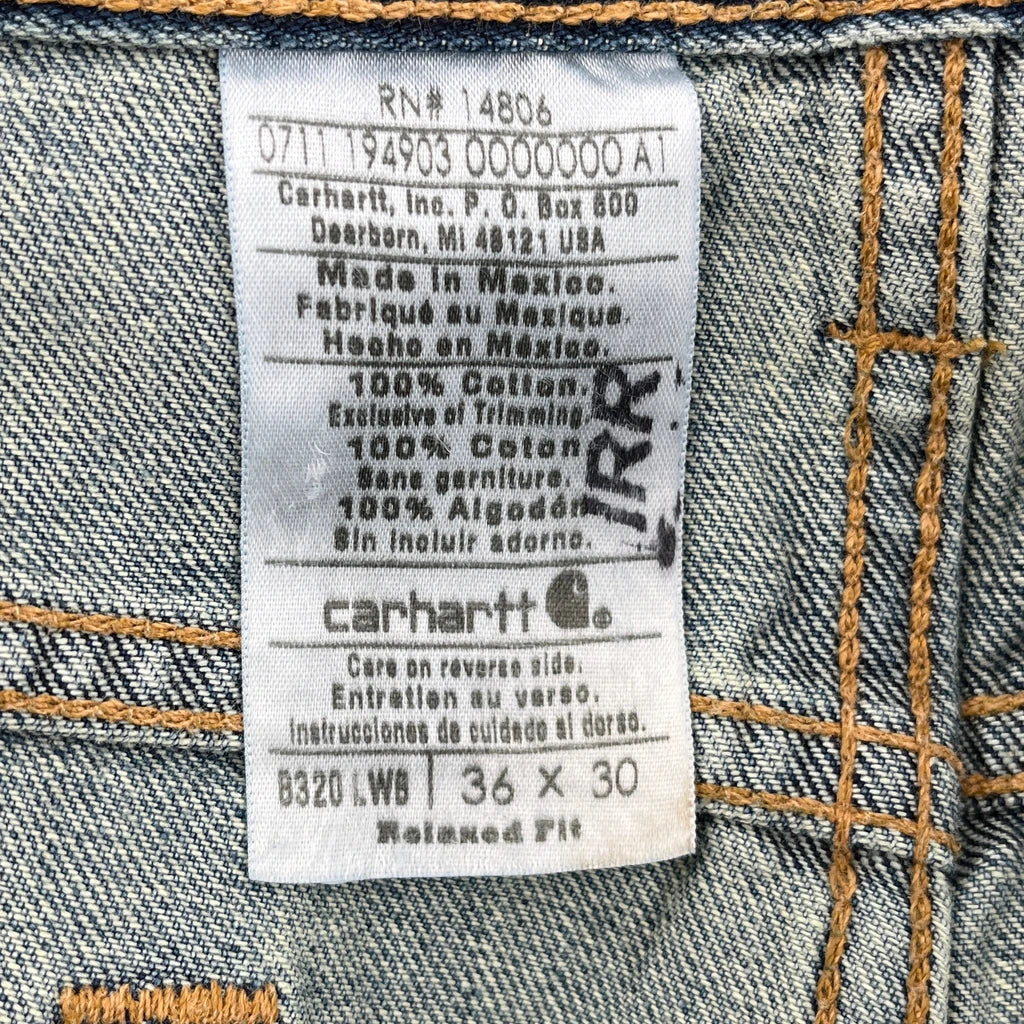 RN# 14806
0711 194903 0000000 A1
Carhartt, Inc. P. O. Box 600
Dearborn, MI 48121 USA
Made in Mexico.
Fabriqué au Mexique.
Hecho en México.
100% Cotton.
Exclusive of Trimming.
100% Coton
Sans garniture.
100% Algodón
Sin incluir adorno.
IRR
carhartt ®
Care on reverse side.
Entretien au verso.
Instrucciones de cuidado al dorso.
B320 LWB 36 X 30
Relaxed Fit